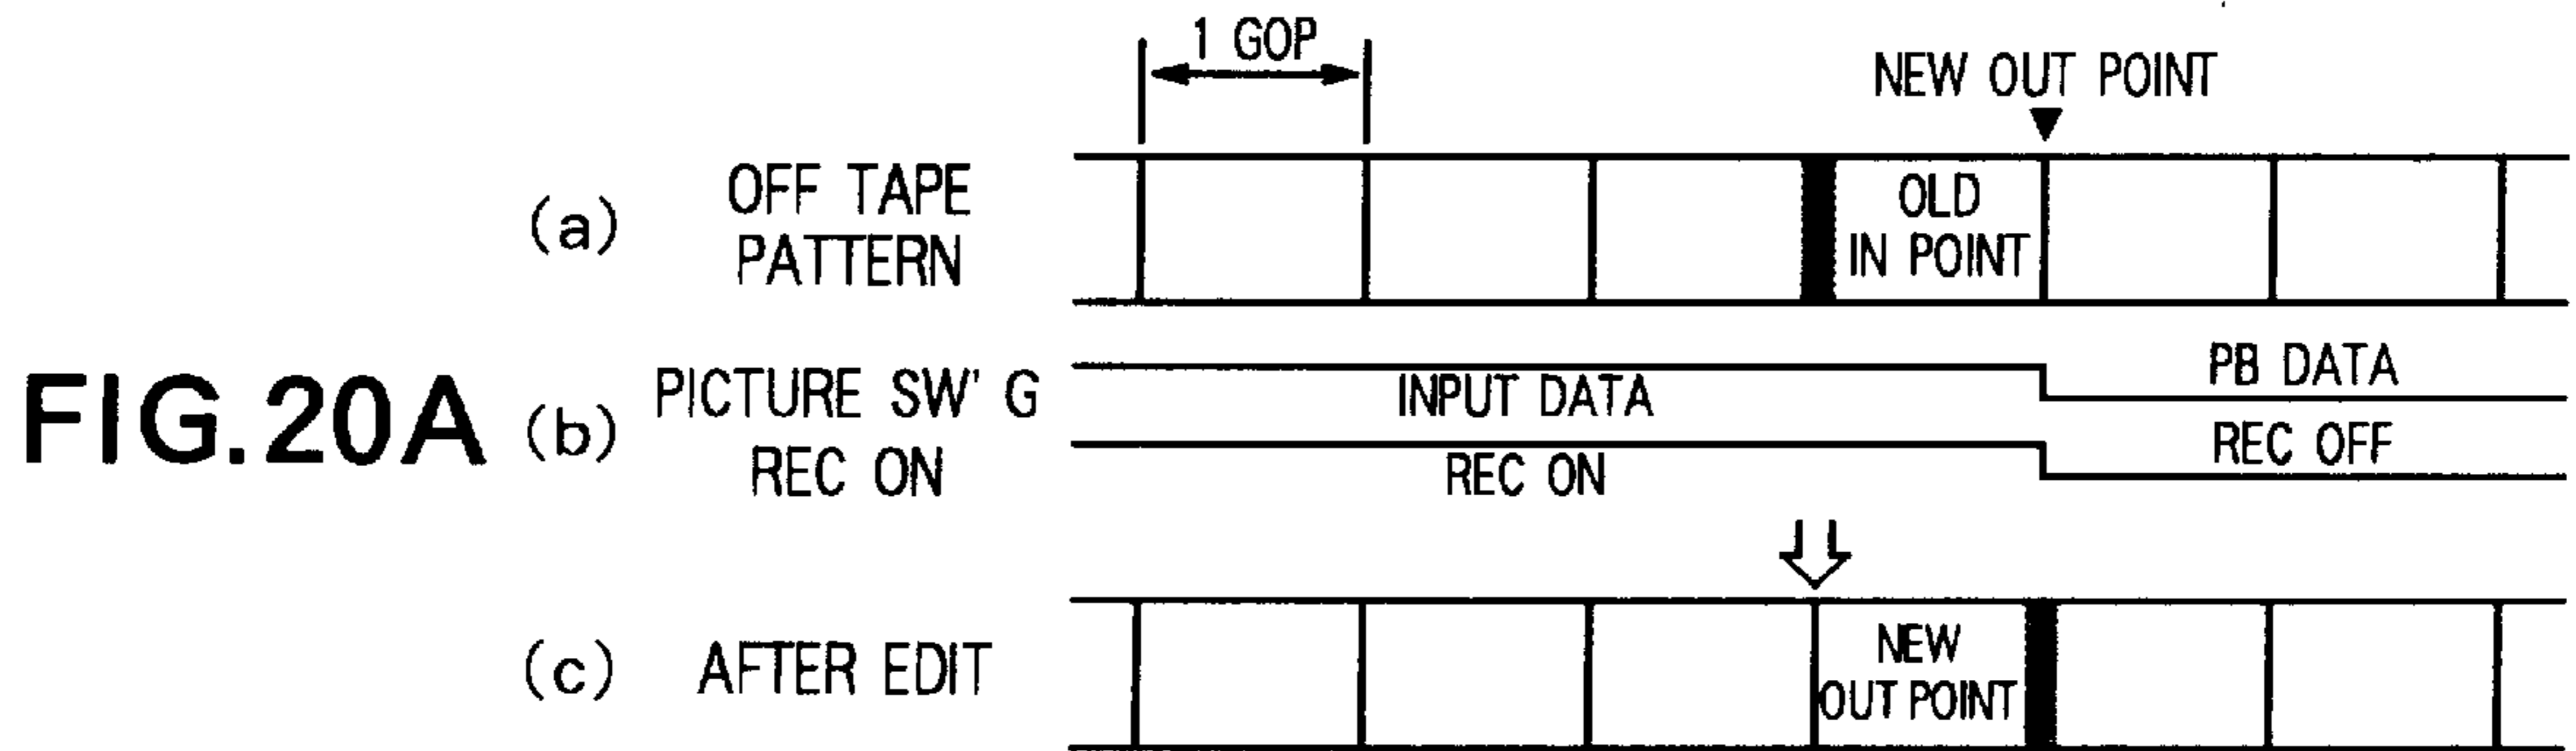 1 GOP
NEW OUT POINT
(a)
OFF TAPE
PATTERN
OLD
IN POINT
FIG.20A
(b)
PICTURE SW' G
REC ON
INPUT DATA
PB DATA
REC ON
REC OFF
(c)
AFTER EDIT
NEW
OUT POINT